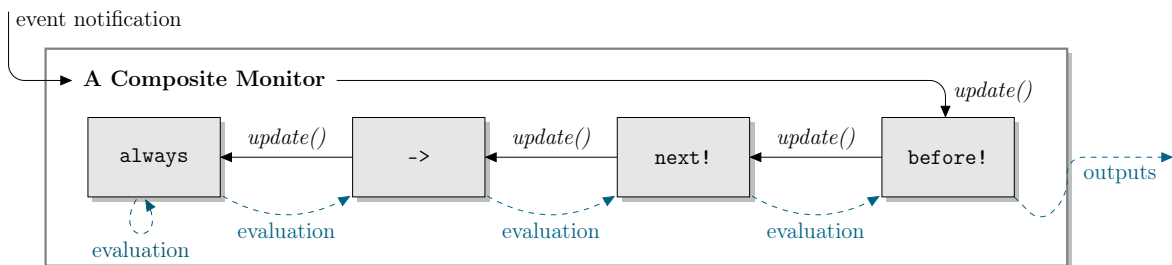 event notification
A Composite Monitor
update()
always
update()
->
update()
next!
update()
before!
outputs
evaluation
evaluation
evaluation
evaluation